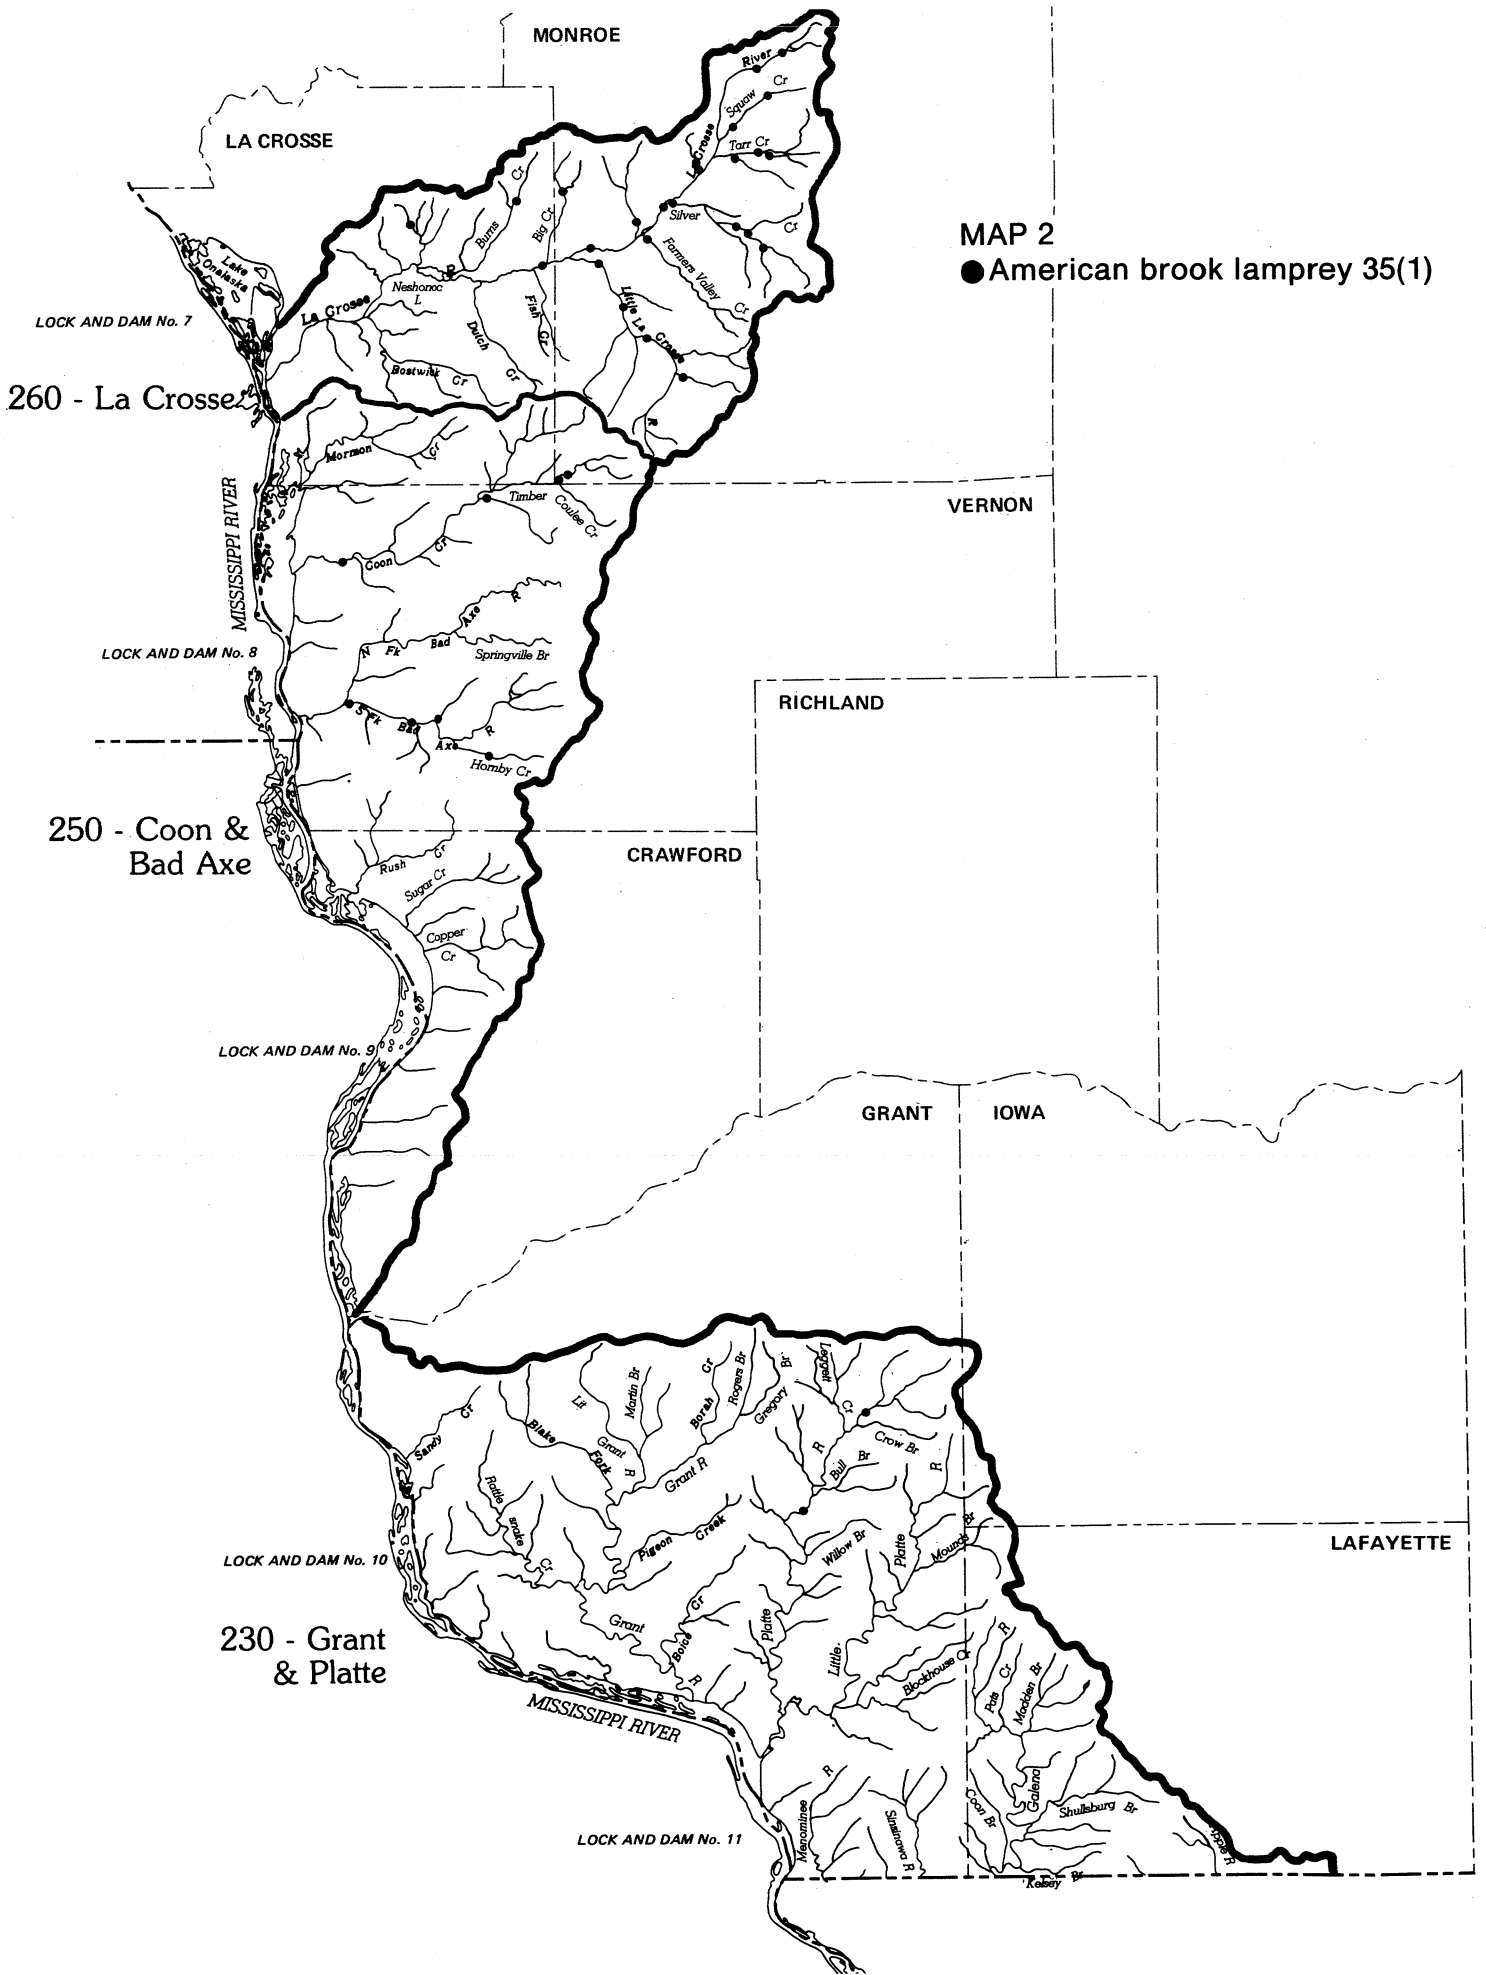 MONROE
LA CROSSE
River
Cr
Squaw
La Crosse
Tarr Cr
Silver
Cr
Burns
Cr
Big Cr
Farmers Valley
Cr
MAP 2
● American brook lamprey 35(1)
Lake
Onalaska
Neshonoc
L
La Crosse
Fish Cr
Dutch
Cr
Little La Crosse
R
Bostwick Cr
LOCK AND DAM No. 7
260 - La Crosse
Mormon
Cr
Timber
Coulee Cr
VERNON
MISSISSIPPI RIVER
Coon
Cr
N Fk Bad Axe R
Springville Br
LOCK AND DAM No. 8
RICHLAND
S Fk Bad Axe R
Hornby Cr
250 - Coon &
Bad Axe
CRAWFORD
Rush Cr
Sugar Cr
Copper
Cr
LOCK AND DAM No. 9
GRANT
IOWA
Sandy Cr
Blake
Fork
Lit
Grant
R
Martin Br
Borah Cr
Rogers Br
Gregory Br
Leggett
Cr
Crow Br
Bull Br
R
R
Grant R
Rattle
snake
Cr
Pigeon Creek
Willow Br
Platte
Mounds Br
LAFAYETTE
LOCK AND DAM No. 10
230 - Grant
& Platte
Grant
R
Boice
Cr
Platte
Little
Blockhouse Cr
Pats Cr
R
Madden Br
MISSISSIPPI RIVER
Menominee
R
Sinsinawa R
Coon Br
Galena
Shullsburg Br
Apple R
Kelsey Br
LOCK AND DAM No. 11